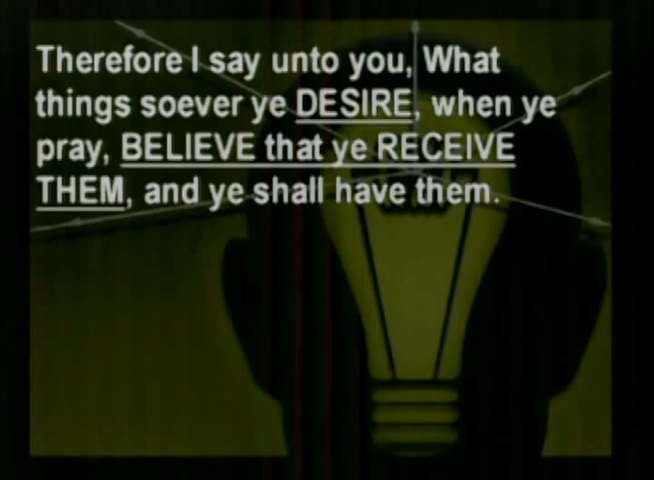 Therefore I say unto you, What
things soever ye DESIRE, when ye
pray, BELIEVE that ye RECEIVE
THEM, and ye shall have them.